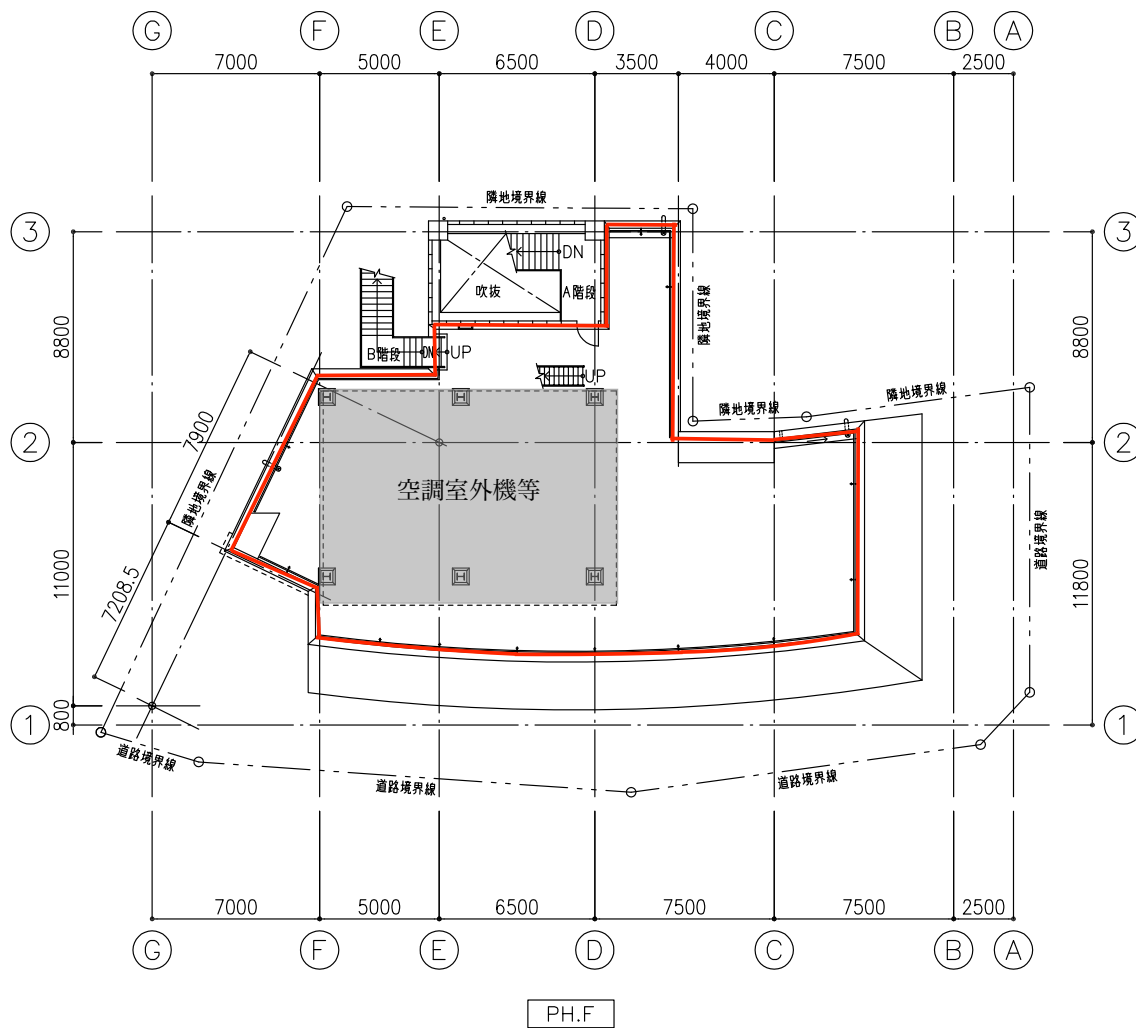 G F E D C B A
7000 5000 6500 3500 4000 7500 2500
隣地境界線
3 3
DN
吹抜 A階段
隣地境界線
8800 8800
B階段 DN UP
UP
隣地境界線
隣地境界線
7900
2 2
空調室外機等
隣地境界線
道路境界線
11000 11800
7208.5
800
1 1
道路境界線
道路境界線
道路境界線
7000 5000 6500 7500 7500 2500
G F E D C B A
PH.F